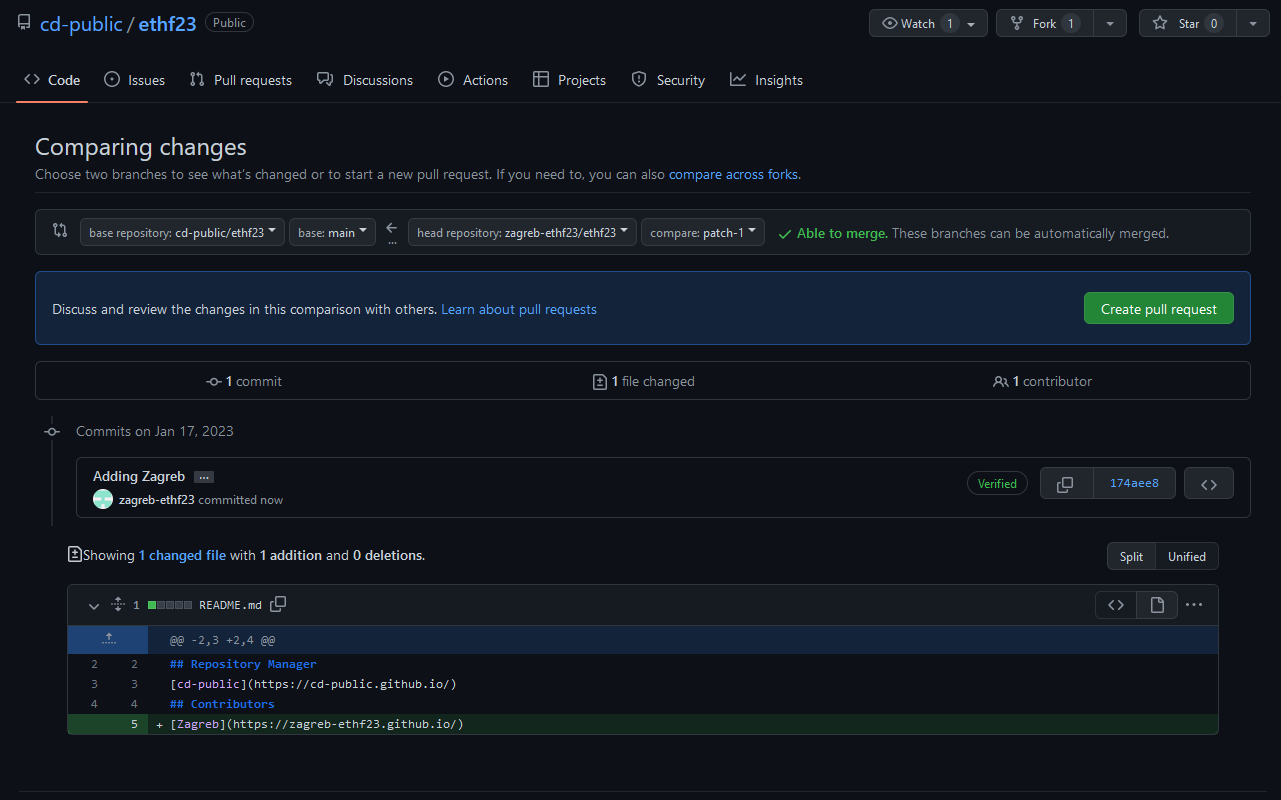 cd-public / ethf23 Public Watch 1 Fork 1 Star 0
Code Issues Pull requests Discussions Actions Projects Security Insights
Comparing changes
Choose two branches to see what's changed or to start a new pull request. If you need to, you can also compare across forks.
base repository: cd-public/ethf23 base: main ... head repository: zagreb-ethf23/ethf23 compare: patch-1 Able to merge. These branches can be automatically merged.
Discuss and review the changes in this comparison with others. Learn about pull requests Create pull request
1 commit 1 file changed 1 contributor
Commits on Jan 17, 2023
Adding Zagreb ...
zagreb-ethf23 committed now Verified 174aee8
Showing 1 changed file with 1 addition and 0 deletions. Split Unified
1 README.md
@@ -2,3 +2,4 @@
2 2 ## Repository Manager
3 3 [cd-public](https://cd-public.github.io/)
4 4 ## Contributors
5 + [Zagreb](https://zagreb-ethf23.github.io/)